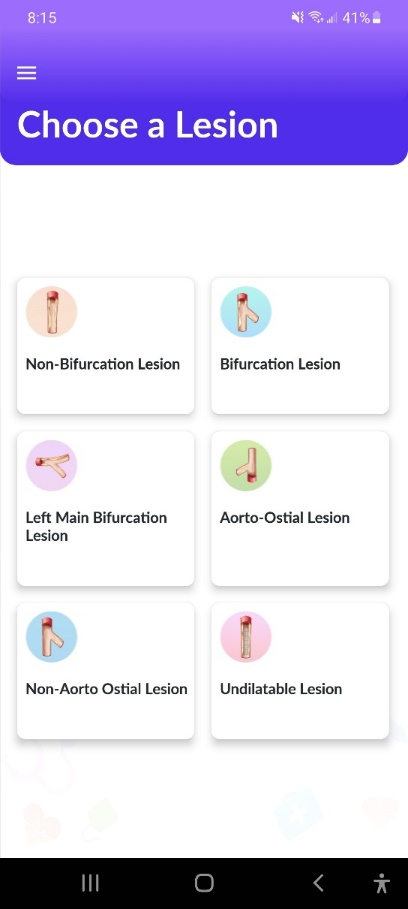 8:15
41%
Choose a Lesion
Non-Bifurcation Lesion
Bifurcation Lesion
Left Main Bifurcation
Lesion
Aorto-Ostial Lesion
Non-Aorto Ostial Lesion
Undilatable Lesion